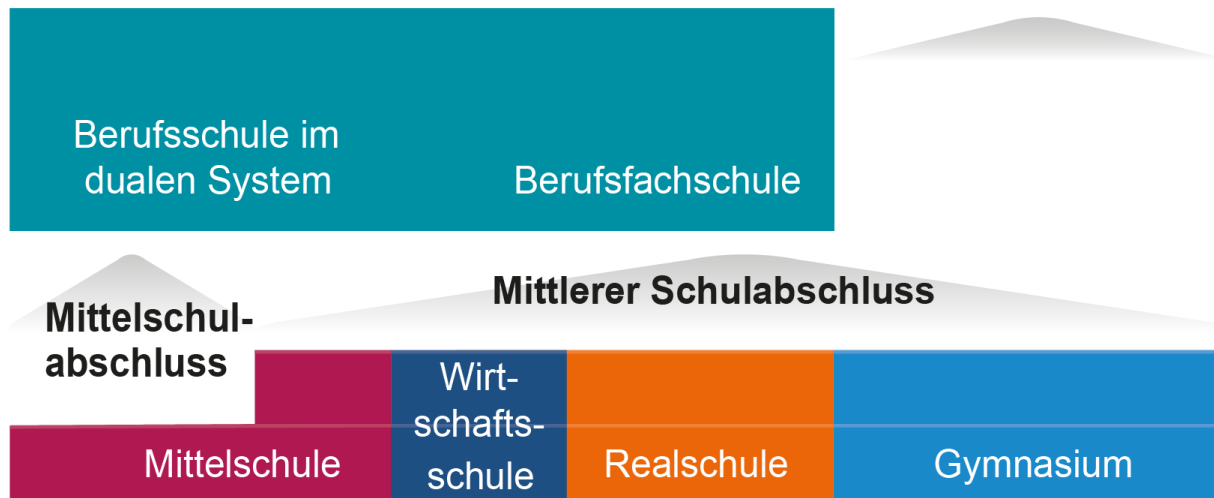 Berufsschule im
dualen System
Berufsfachschule
Mittelschul-
abschluss
Mittlerer Schulabschluss
Mittelschule
Wirt-
schafts-
schule
Realschule
Gymnasium